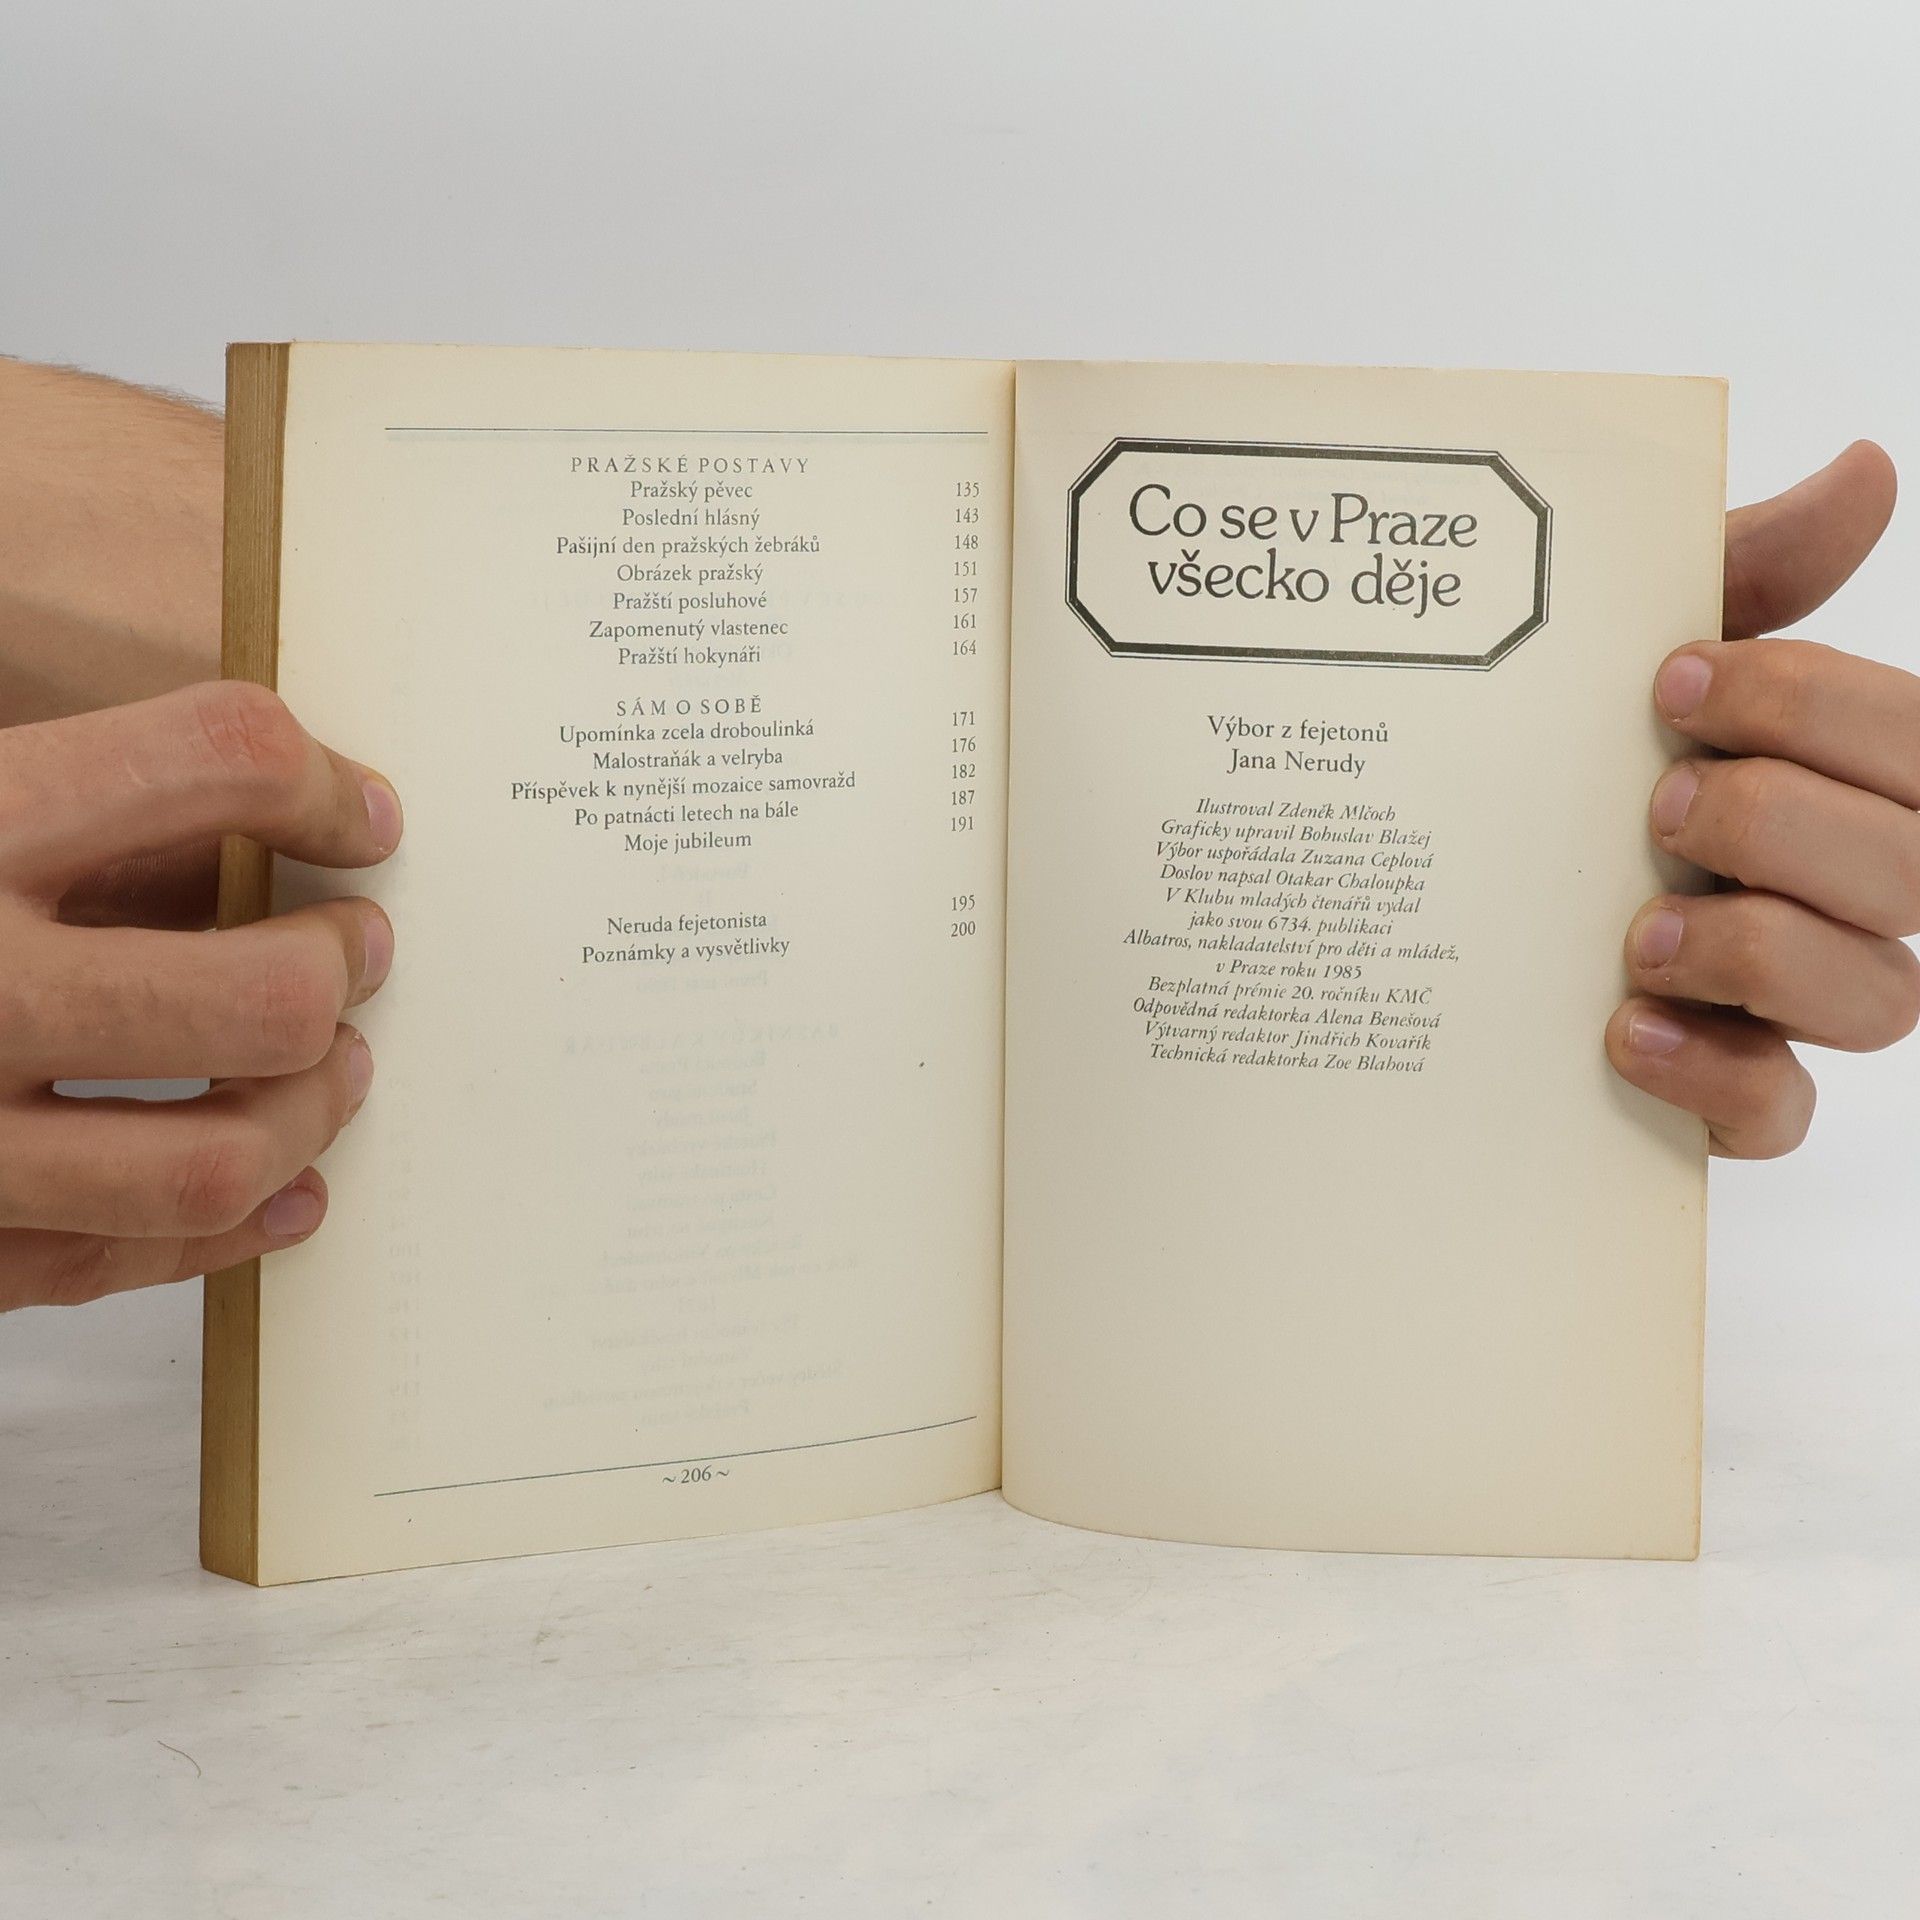 PRAŽSKÉ POSTAVY
Pražský pěvec 135
Poslední hlásný 143
Pašijní den pražských žebráků 148
Obrázek pražský 151
Pražští posluhové 157
Zapomenutý vlastenec 161
Pražští hokynáři 164
SÁM O SOBĚ
Upomínka zcela droboulinká 171
Malostraňák a velryba 176
Příspěvek k nynější mozaice samovražd 182
Po patnácti letech na bále 187
Moje jubileum 191
Neruda fejetonista 195
Poznámky a vysvětlivky 200
~ 206 ~
Co se v Praze
všecko děje
Výbor z fejetonů
Jana Nerudy
Ilustroval Zdeněk Mlčoch
Graficky upravil Bohuslav Blažej
Výbor uspořádala Zuzana Ceplová
Doslov napsal Otakar Chaloupka
V Klubu mladých čtenářů vydal
jako svou 6734. publikaci
Albatros, nakladatelství pro děti a mládež,
v Praze roku 1985
Bezplatná prémie 20. ročníku KMČ
Odpovědná redaktorka Alena Benešová
Výtvarný redaktor Jindřich Kovařík
Technická redaktorka Zoe Blahová